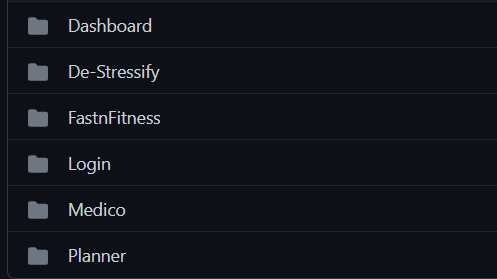 Dashboard
De-Stressify
FastnFitness
Login
Medico
Planner